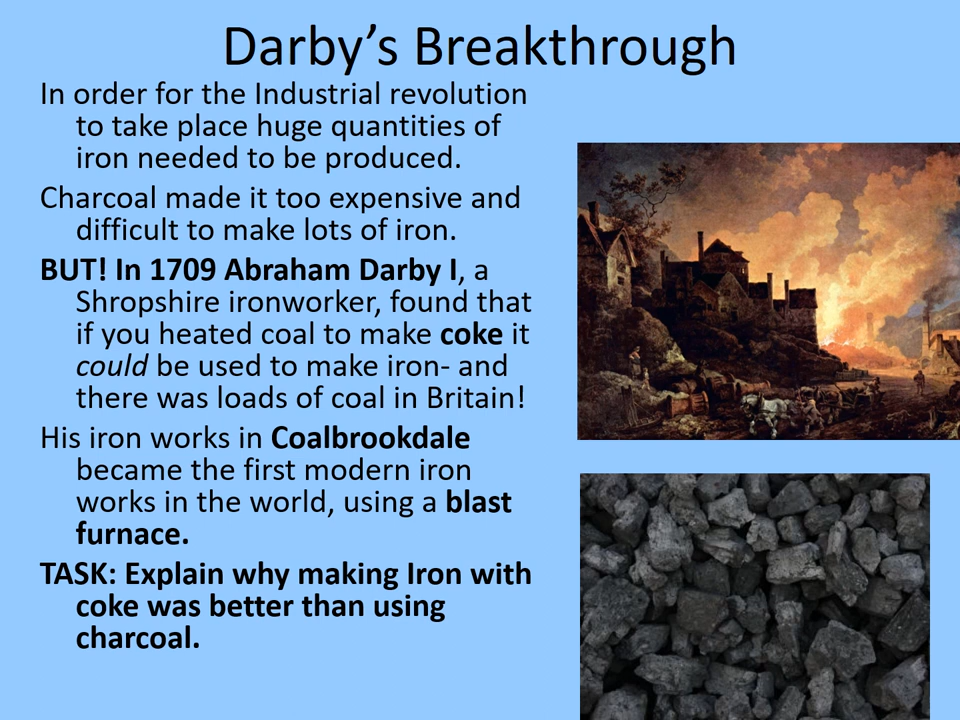 Darby’s Breakthrough
In order for the Industrial revolution
to take place huge quantities of
iron needed to be produced.
Charcoal made it too expensive and
difficult to make lots of iron.
BUT! In 1709 Abraham Darby I, a
Shropshire ironworker, found that
if you heated coal to make coke it
could be used to make iron- and
there was loads of coal in Britain!
His iron works in Coalbrookdale
became the first modern iron
works in the world, using a blast
furnace.
TASK: Explain why making Iron with
coke was better than using
charcoal.